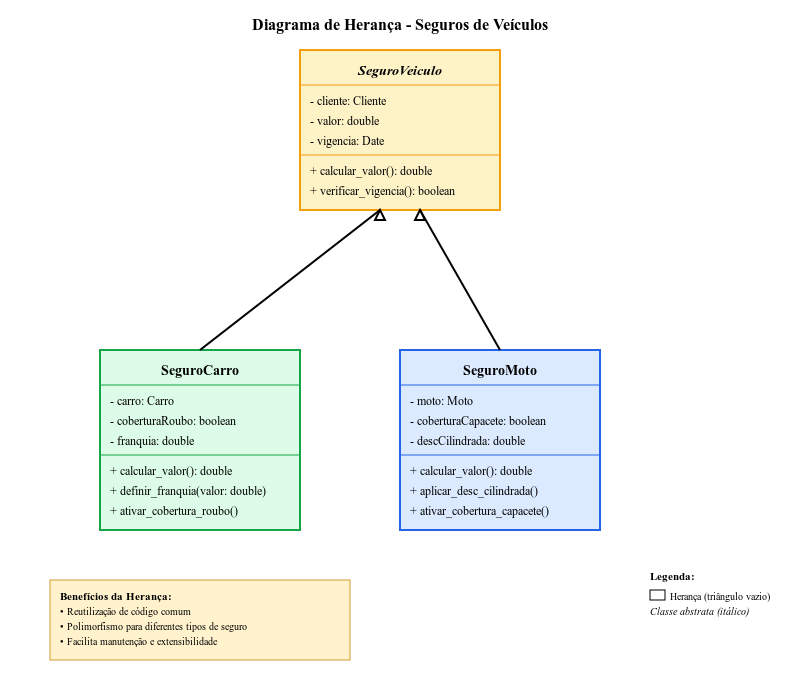 Diagrama de Herança - Seguros de Veículos
SeguroVeiculo
- cliente: Cliente
- valor: double
- vigencia: Date
+ calcular_valor(): double
+ verificar_vigencia(): boolean
SeguroCarro
- carro: Carro
- coberturaRoubo: boolean
- franquia: double
+ calcular_valor(): double
+ definir_franquia(valor: double)
+ ativar_cobertura_roubo()
SeguroMoto
- moto: Moto
- coberturaCapacete: boolean
- descCilindrada: double
+ calcular_valor(): double
+ aplicar_desc_cilindrada()
+ ativar_cobertura_capacete()
Benefícios da Herança:
• Reutilização de código comum
• Polimorfismo para diferentes tipos de seguro
• Facilita manutenção e extensibilidade
Legenda:
Herança (triângulo vazio)
Classe abstrata (itálico)